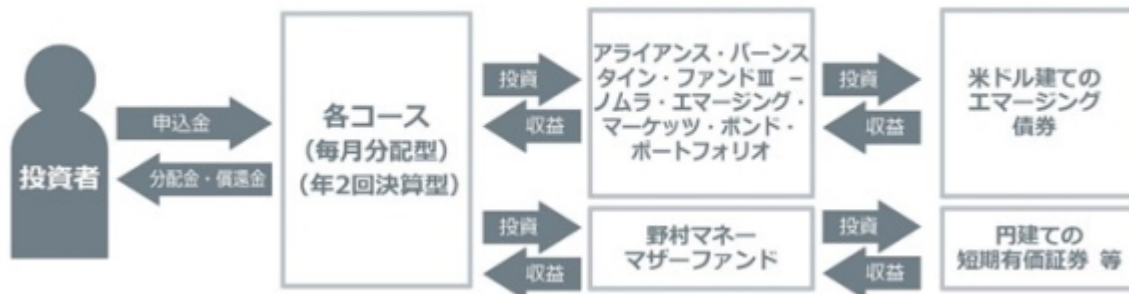 投資者
申込金
分配金・償還金
各コース
(毎月分配型)
(年2回決算型)
投資
収益
アライアンス・バーンス
タイン・ファンドⅢ －
ノムラ・エマージング・
マーケッツ・ボンド・
ポートフォリオ
投資
収益
米ドル建ての
エマージング
債券
投資
収益
野村マネー
マザーファンド
投資
収益
円建ての
短期有価証券 等